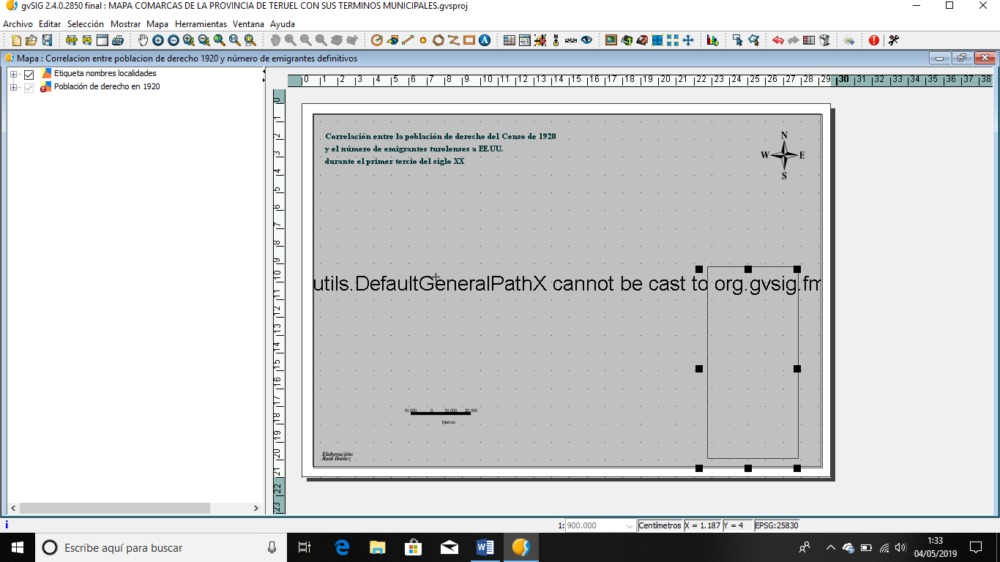 gvSIG 2.4.0.2850 final : MAPA COMARCAS DE LA PROVINCIA DE TERUEL CON SUS TERMINOS MUNICIPALES.gvsproj
Archivo Editar Selección Mostrar Mapa Herramientas Ventana Ayuda
Mapa : Correlacion entre poblacion de derecho 1920 y número de emigrantes definitivos
Etiqueta nombres localidades
Población de derecho en 1920
0 1 2 3 4 5 6 7 8 9 10 11 12 13 14 15 16 17 18 19 20 21 22 23 24 25 26 27 28 29 30 31 32 33 34 35 36 37 38
0
1
2
3
4
5
6
7
8
9
10
11
12
13
14
15
16
17
18
19
20
21
22
23
Correlación entre la población de derecho del Censo de 1920
y el número de emigrantes turolenses a EE.UU.
durante el primer tercio del siglo XX
N
W E
S
utils.DefaultGeneralPathX cannot be cast to org.gvsig.fm
10.000 0 10.000 20.000
Metros
Elaboración:
Raúl Ibáñez
1: 900.000 Centímetros X = 1.187 Y = 4 EPSG:25830
Escribe aquí para buscar
1:33
04/05/2019